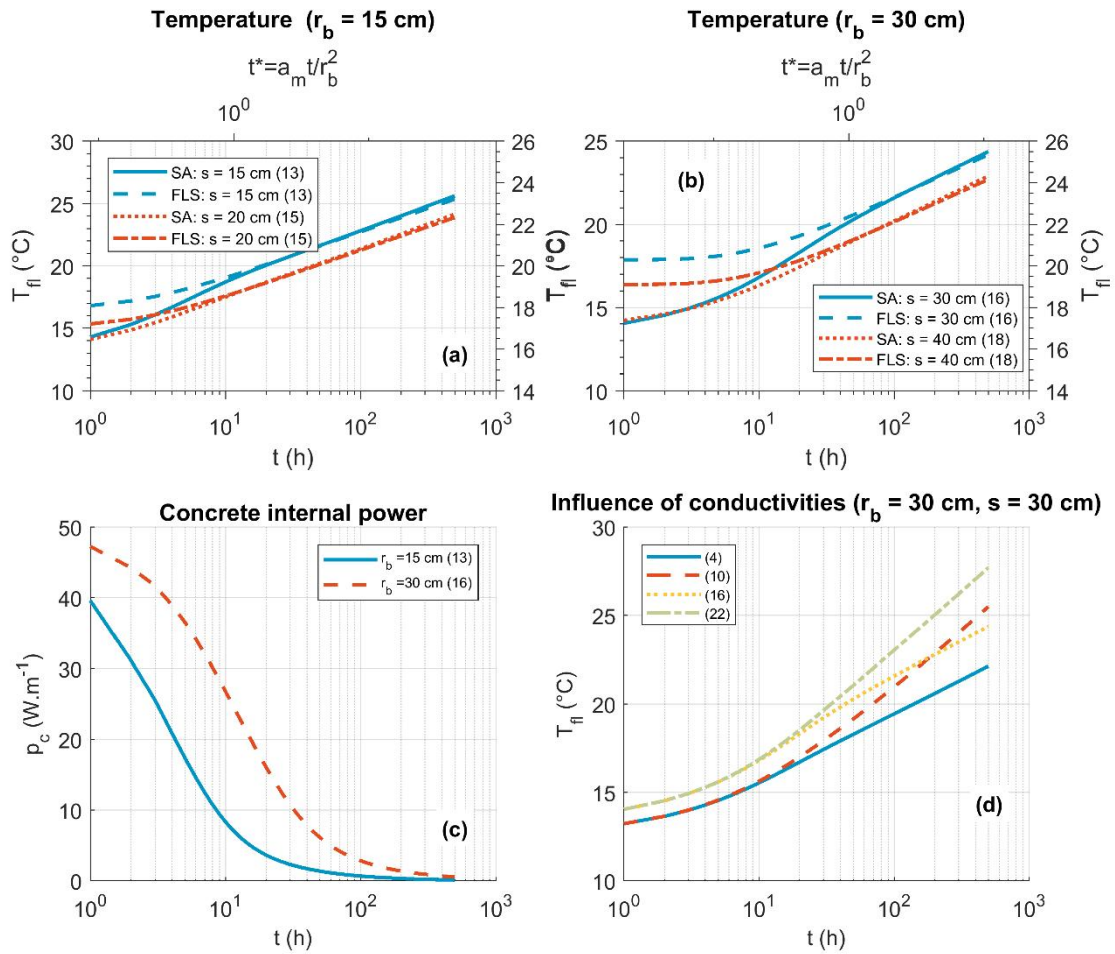 Temperature (r_b = 15 cm)
t*=a_mt/r_b^2
10^0
30
25
20
15
10
T_fl (°C)
26
24
22
20
18
16
14
T_fl (°C)
SA: s = 15 cm (13)
FLS: s = 15 cm (13)
SA: s = 20 cm (15)
FLS: s = 20 cm (15)
(a)
10^0
10^1
10^2
10^3
t (h)
Temperature (r_b = 30 cm)
t*=a_mt/r_b^2
10^0
25
20
15
10
T_fl (°C)
26
24
22
20
18
16
14
T_fl (°C)
(b)
SA: s = 30 cm (16)
FLS: s = 30 cm (16)
SA: s = 40 cm (18)
FLS: s = 40 cm (18)
10^0
10^1
10^2
10^3
t (h)
Concrete internal power
50
40
30
20
10
0
p_c (W.m^-1)
r_b =15 cm (13)
r_b =30 cm (16)
(c)
10^0
10^1
10^2
10^3
t (h)
Influence of conductivities (r_b = 30 cm, s = 30 cm)
30
25
20
15
10
T_fl (°C)
(4)
(10)
(16)
(22)
(d)
10^0
10^1
10^2
10^3
t (h)